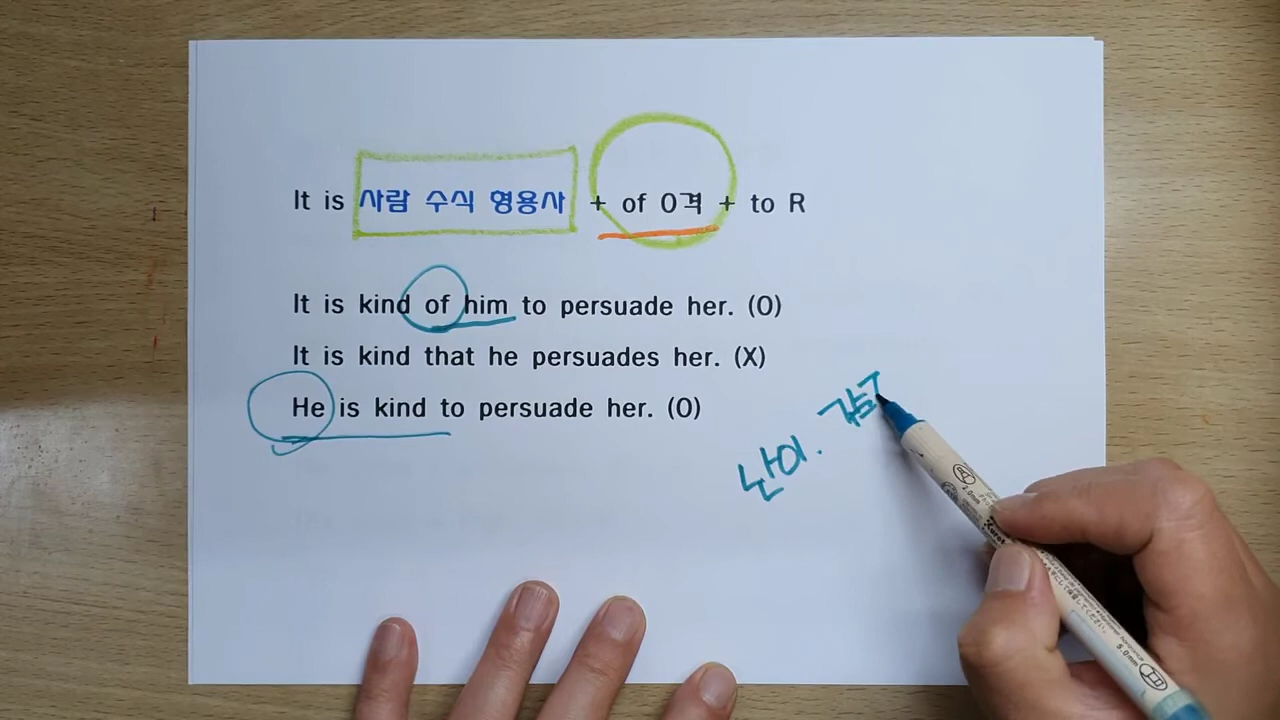 It is 사람 수식 형용사 + of O격 + to R
It is kind of him to persuade her. (O)
It is kind that he persuades her. (X)
He is kind to persuade her. (O)
난이.